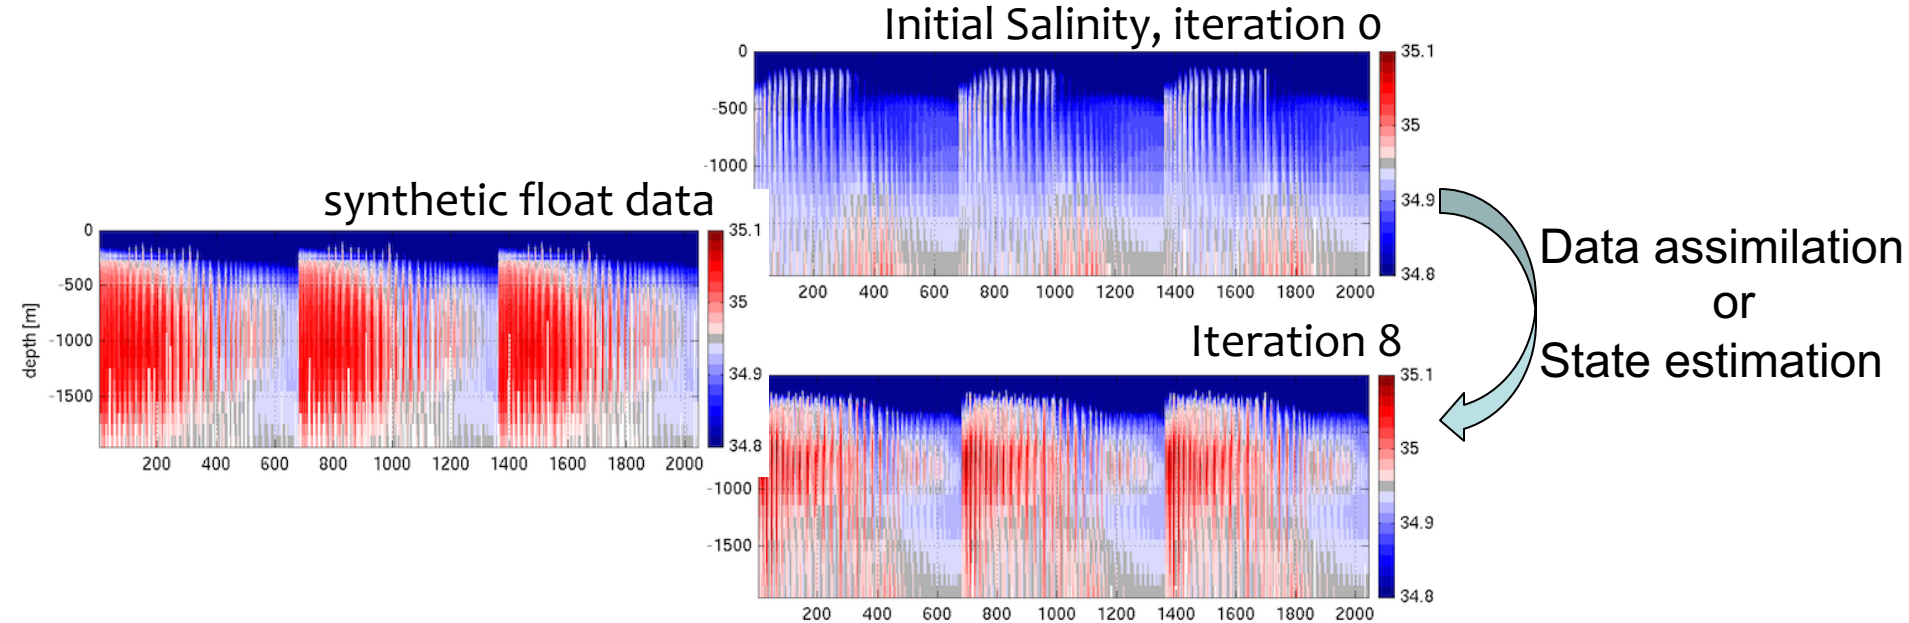 Initial Salinity, iteration 0
0
-500
-1000
35.1
35
34.9
34.8
200 400 600 800 1000 1200 1400 1600 1800 2000
synthetic float data
depth [m]
0
-500
-1000
-1500
35.1
35
34.9
34.8
200 400 600 800 1000 1200 1400 1600 1800 2000
Iteration 8
-1000
-1500
35.1
35
34.9
34.8
200 400 600 800 1000 1200 1400 1600 1800 2000
Data assimilation
or
State estimation